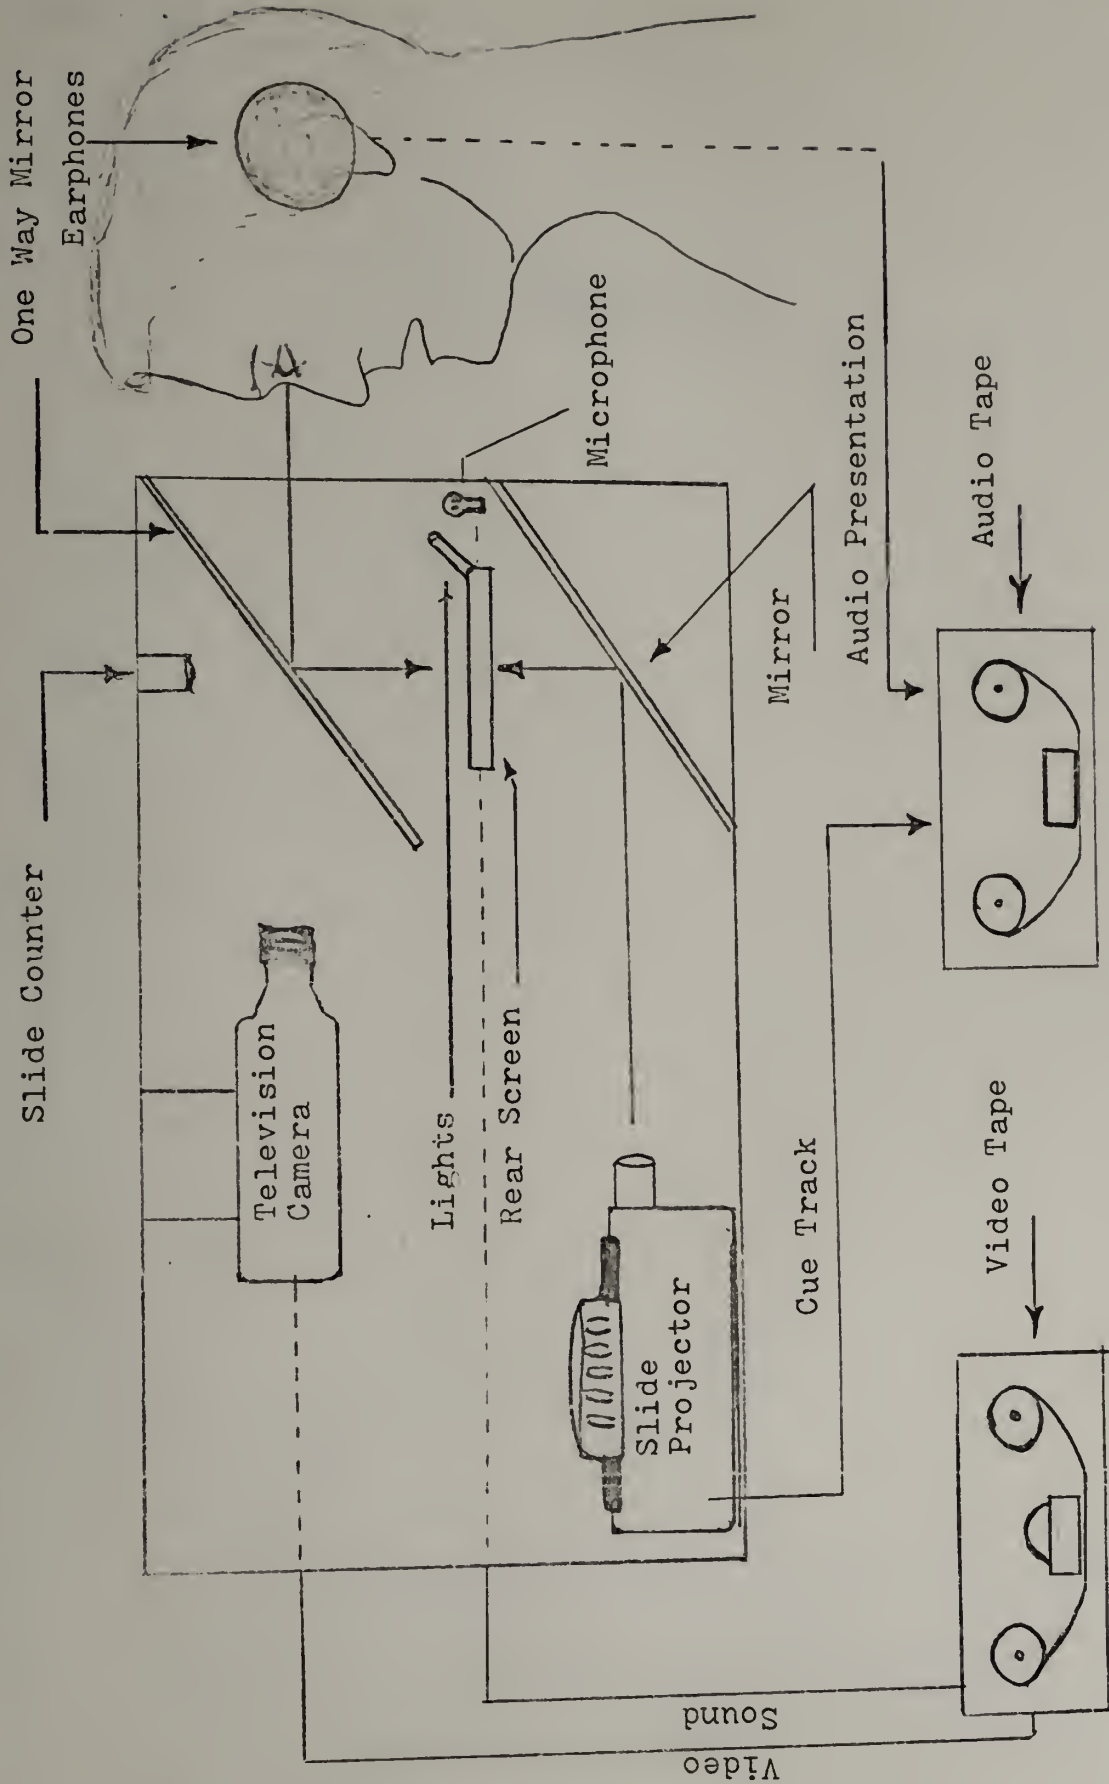 One Way Mirror
Earphones
Slide Counter
Television
Camera
Lights
Rear Screen
Microphone
Slide
Projector
Mirror
Audio Presentation
Cue Track
Audio Tape
Video Tape
Sound
Video